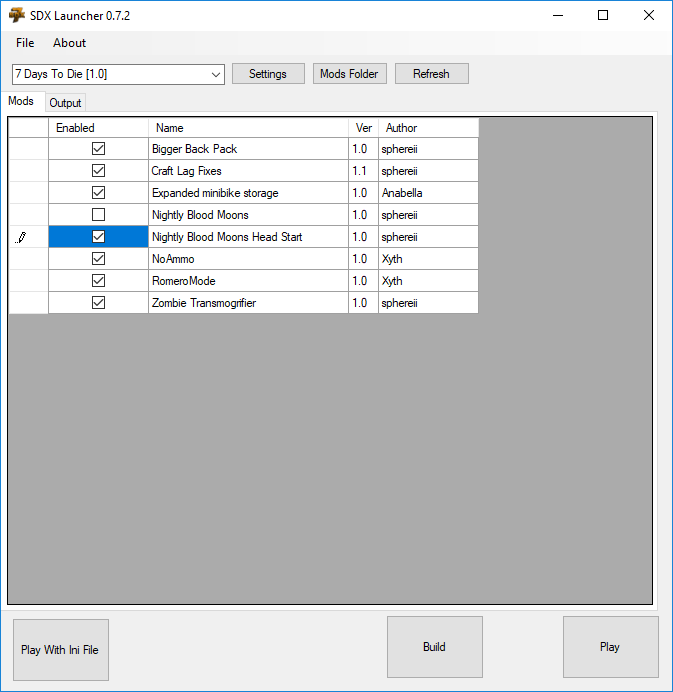 SDX Launcher 0.7.2
File About
7 Days To Die [1.0] Settings Mods Folder Refresh
Mods Output
Enabled Name Ver Author
Bigger Back Pack 1.0 sphereii
Craft Lag Fixes 1.1 sphereii
Expanded minibike storage 1.0 Anabella
Nightly Blood Moons 1.0 sphereii
Nightly Blood Moons Head Start 1.0 sphereii
NoAmmo 1.0 Xyth
RomeroMode 1.0 Xyth
Zombie Transmogrifier 1.0 sphereii
Play With Ini File Build Play